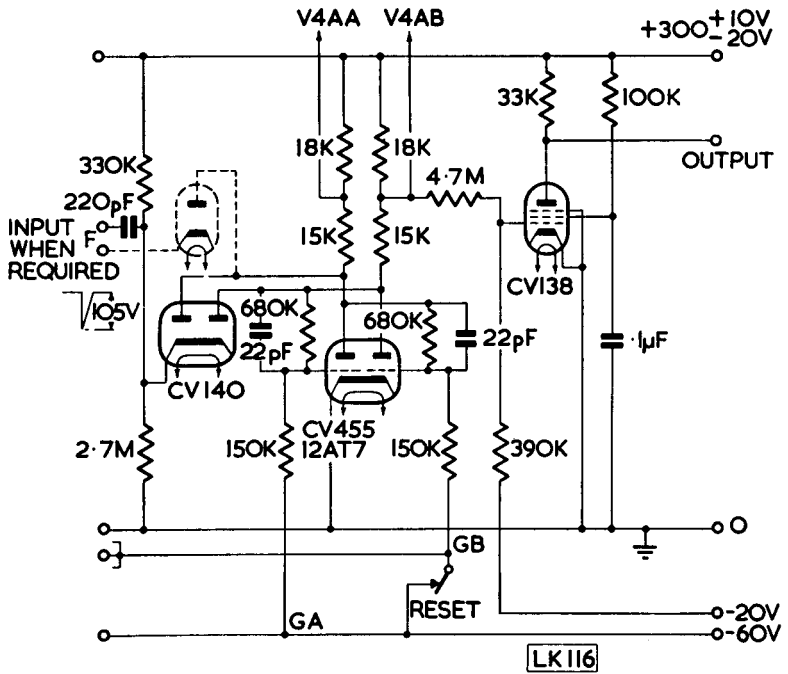 V4AA V4AB
+300 +10V
-20V
33K 100K
18K 18K
OUTPUT
330K
4.7M
220pF
INPUT
WHEN F
REQUIRED
15K 15K
CV138
105V
680K 680K
22pF 22pF
·1µF
CV140
CV455
12AT7
2·7M 150K 150K 390K
O
GB
RESET
GA
-20V
-60V
LK116